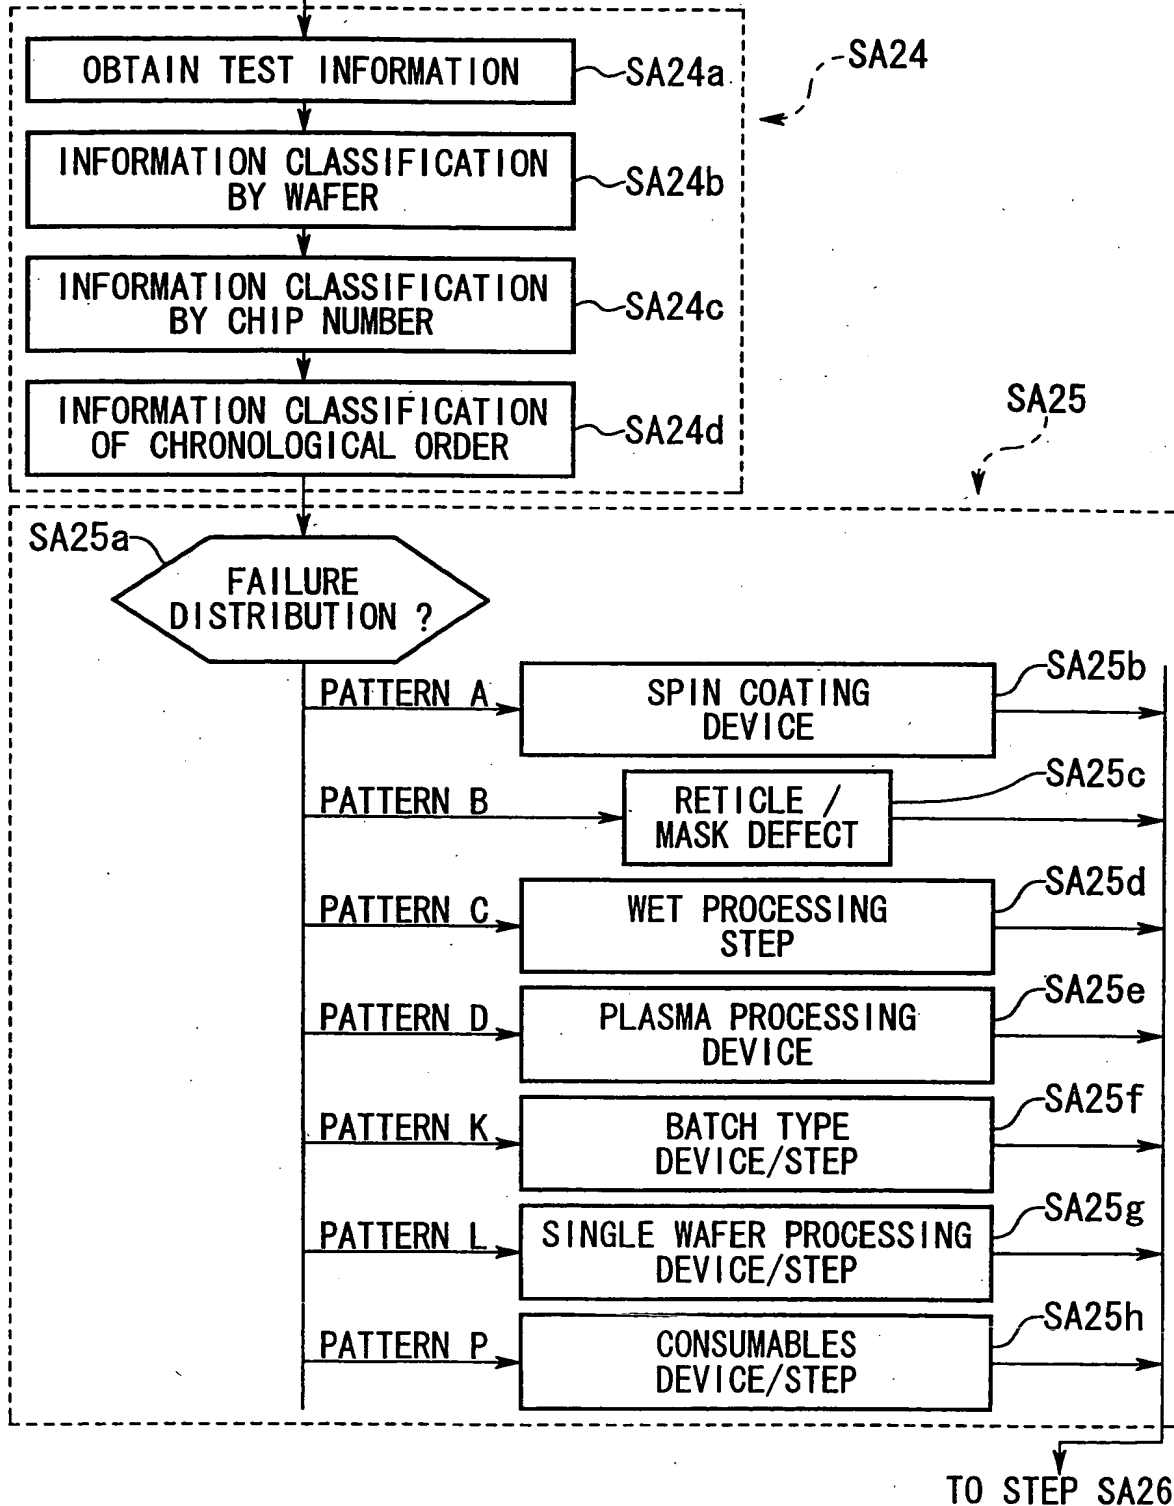 SA24
OBTAIN TEST INFORMATION
SA24a
INFORMATION CLASSIFICATION
BY WAFER
SA24b
INFORMATION CLASSIFICATION
BY CHIP NUMBER
SA24c
INFORMATION CLASSIFICATION
OF CHRONOLOGICAL ORDER
SA24d
SA25
SA25a
FAILURE
DISTRIBUTION ?
PATTERN A
SPIN COATING
DEVICE
SA25b
PATTERN B
RETICLE /
MASK DEFECT
SA25c
PATTERN C
WET PROCESSING
STEP
SA25d
PATTERN D
PLASMA PROCESSING
DEVICE
SA25e
PATTERN K
BATCH TYPE
DEVICE/STEP
SA25f
PATTERN L
SINGLE WAFER PROCESSING
DEVICE/STEP
SA25g
PATTERN P
CONSUMABLES
DEVICE/STEP
SA25h
TO STEP SA26